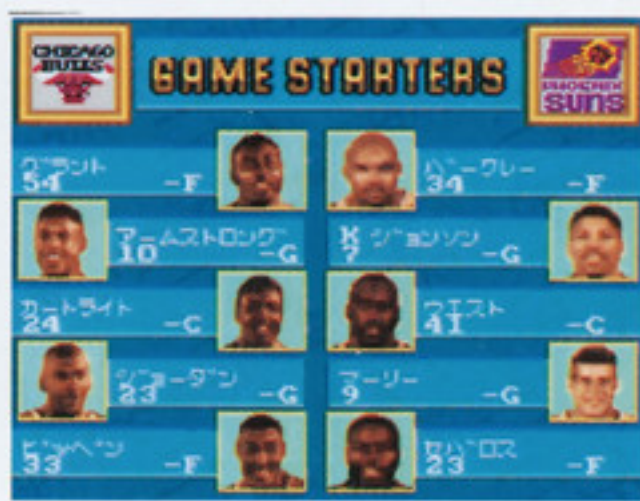 CHICAGO
BULLS
GAME STARTERS
PHOENIX
SUNS
グラント
54 -F
バークレー
34 -F
アームストロング
10 -G
K ジョンソン
7 -G
カートライト
24 -C
ウエスト
41 -C
ジョーダン
23 -G
マーリー
9 -G
ピッペン
33 -F
セバロス
23 -F